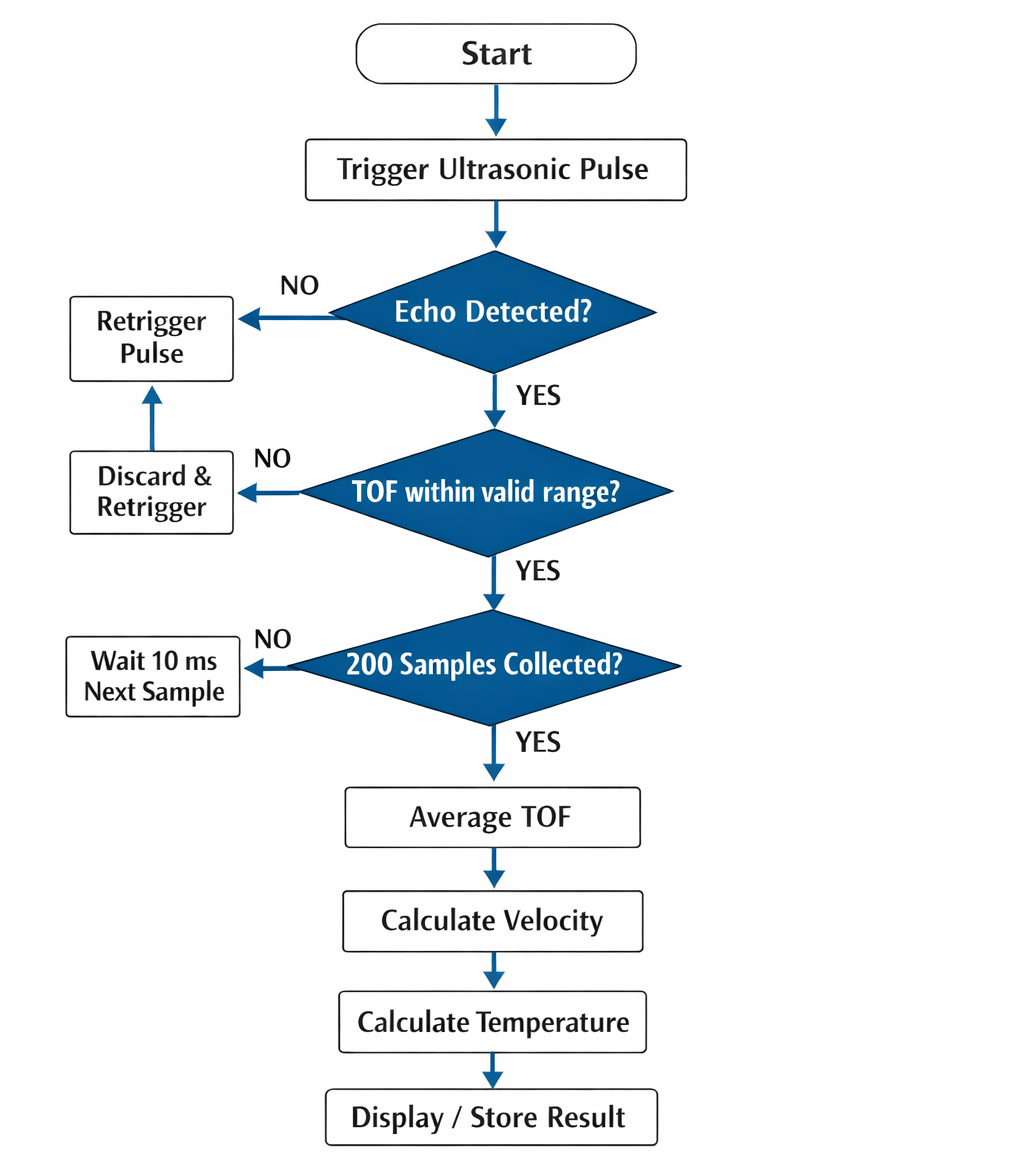 Start
Trigger Ultrasonic Pulse
NO
Echo Detected?
Retrigger
Pulse
YES
NO
TOF within valid range?
Discard &
Retrigger
YES
NO
200 Samples Collected?
Wait 10 ms
Next Sample
YES
Average TOF
Calculate Velocity
Calculate Temperature
Display / Store Result